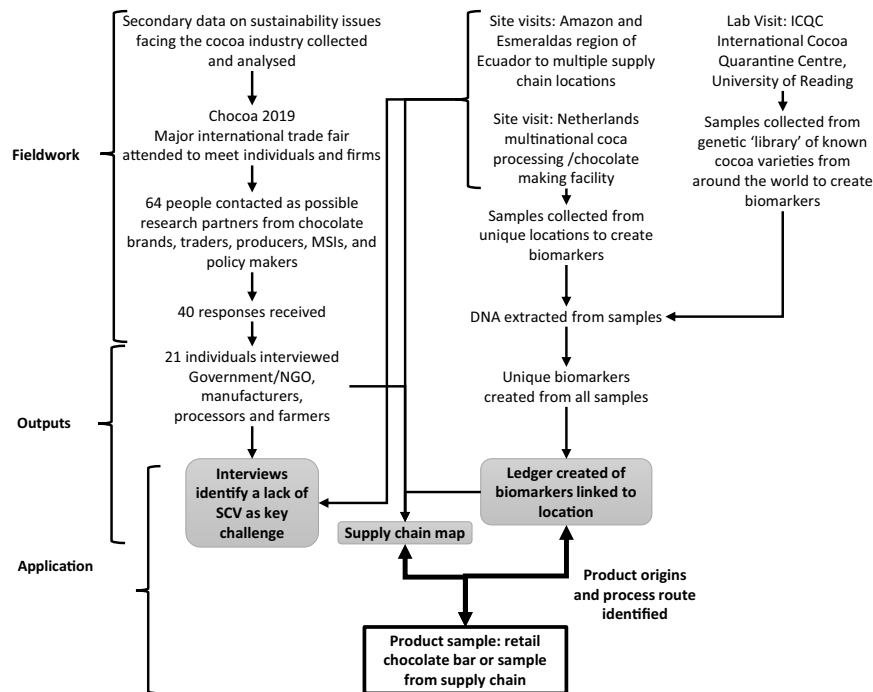 Secondary data on sustainability issues
facing the cocoa industry collected
and analysed
Chocoa 2019
Major international trade fair
attended to meet individuals and firms
Fieldwork
64 people contacted as possible
research partners from chocolate
brands, traders, producers, MSIs, and
policy makers
40 responses received
21 individuals interviewed
Government/NGO,
manufacturers,
processors and farmers
Outputs
Interviews
identify a lack of
SCV as key
challenge
Application
Site visits: Amazon and
Esmeraldas region of
Ecuador to multiple supply
chain locations
Site visit: Netherlands
multinational coca
processing /chocolate
making facility
Samples collected from
unique locations to create
biomarkers
DNA extracted from samples
Unique biomarkers
created from all samples
Ledger created of
biomarkers linked to
location
Supply chain map
Lab Visit: ICQC
International Cocoa
Quarantine Centre,
University of Reading
Samples collected from
genetic ‘library’ of known
cocoa varieties from
around the world to create
biomarkers
Product origins
and process route
identified
Product sample: retail
chocolate bar or sample
from supply chain